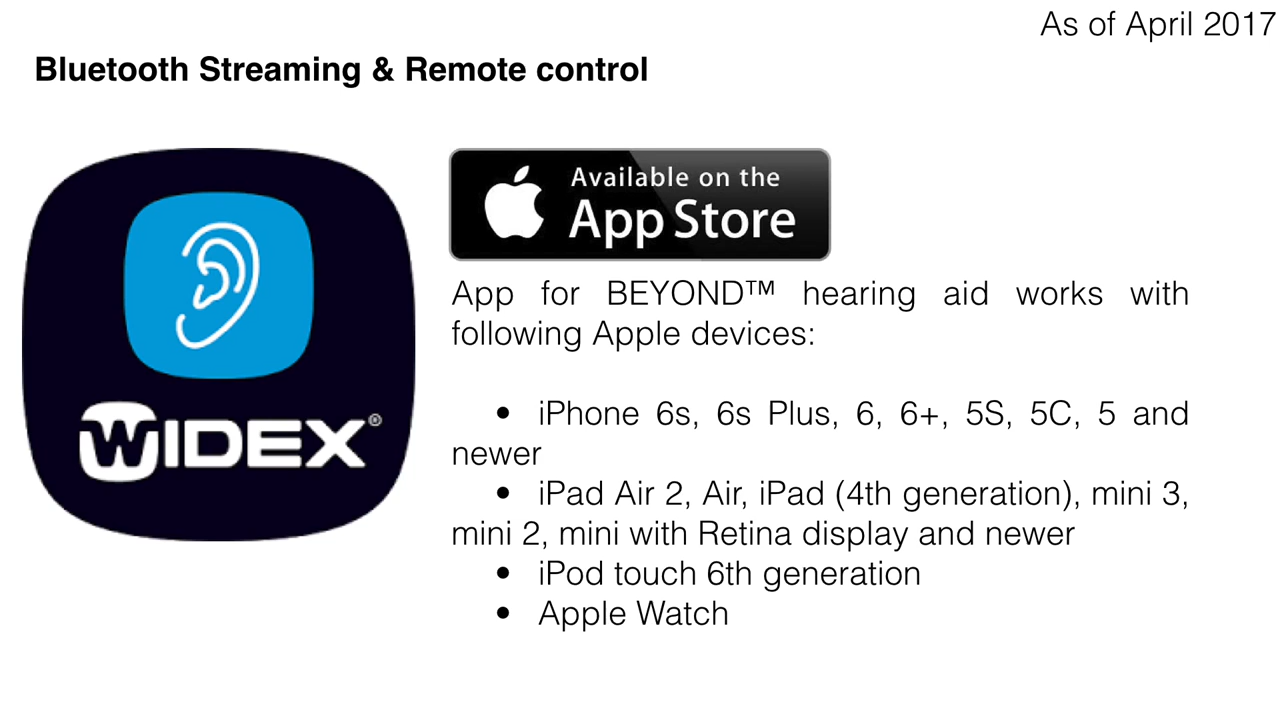 As of April 2017
Bluetooth Streaming & Remote control
Available on the
App Store
WIDEX®
App for BEYOND™ hearing aid works with
following Apple devices:
• iPhone 6s, 6s Plus, 6, 6+, 5S, 5C, 5 and
newer
• iPad Air 2, Air, iPad (4th generation), mini 3,
mini 2, mini with Retina display and newer
• iPod touch 6th generation
• Apple Watch